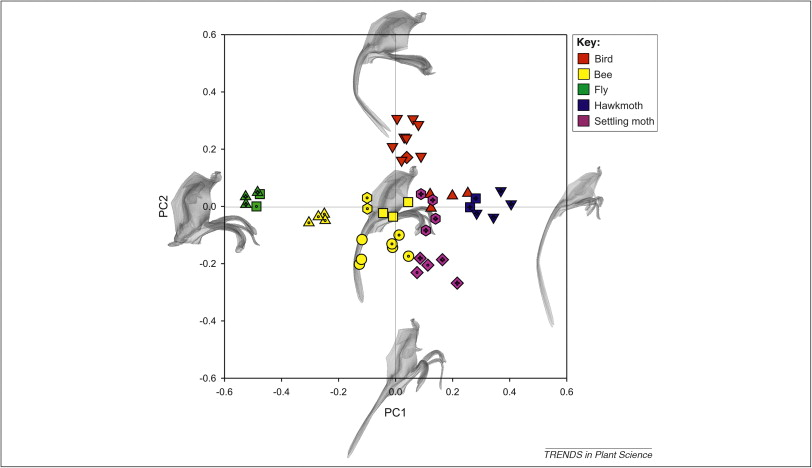 Key:
Bird
Bee
Fly
Hawkmoth
Settling moth
0.6
0.4
0.2
0.0
-0.2
-0.4
-0.6
PC2
-0.6 -0.4 -0.2 0.0 0.2 0.4 0.6
PC1
TRENDS in Plant Science